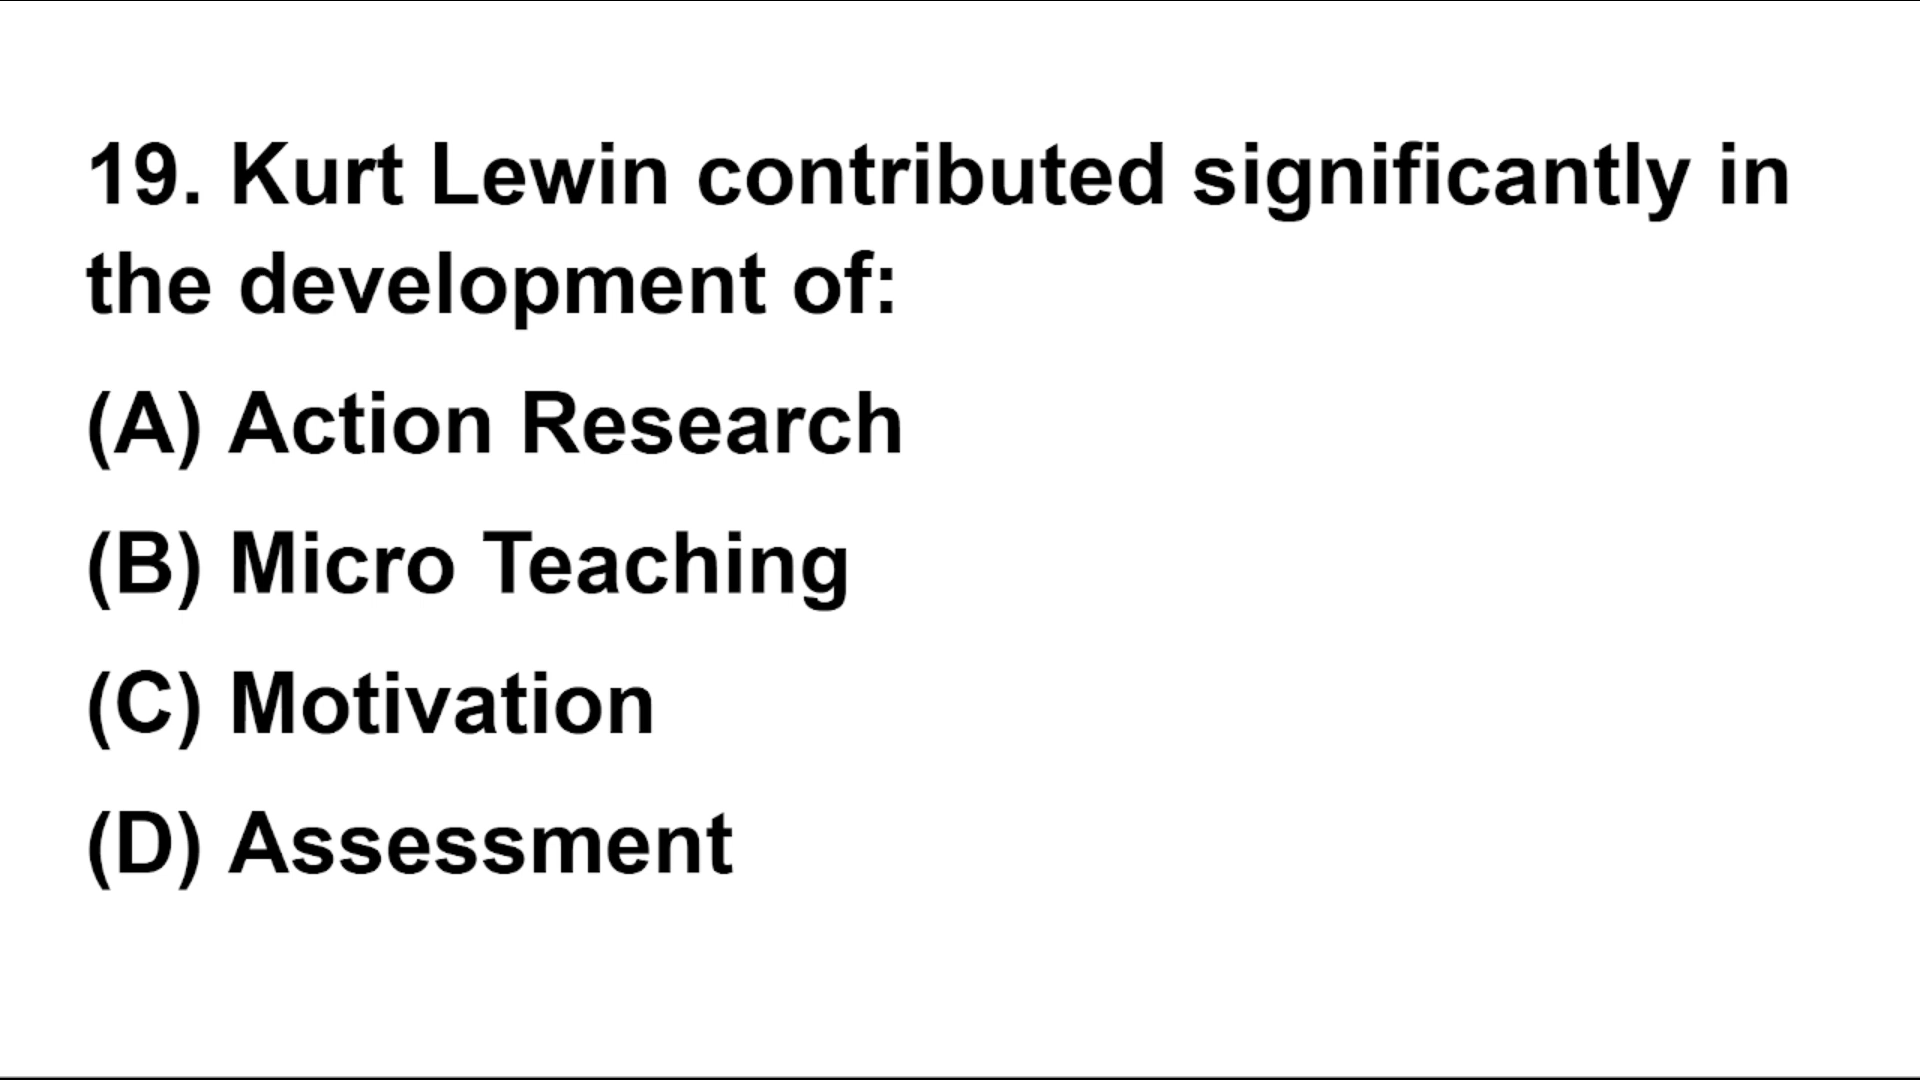 19. Kurt Lewin contributed significantly in
the development of:
(A) Action Research
(B) Micro Teaching
(C) Motivation
(D) Assessment